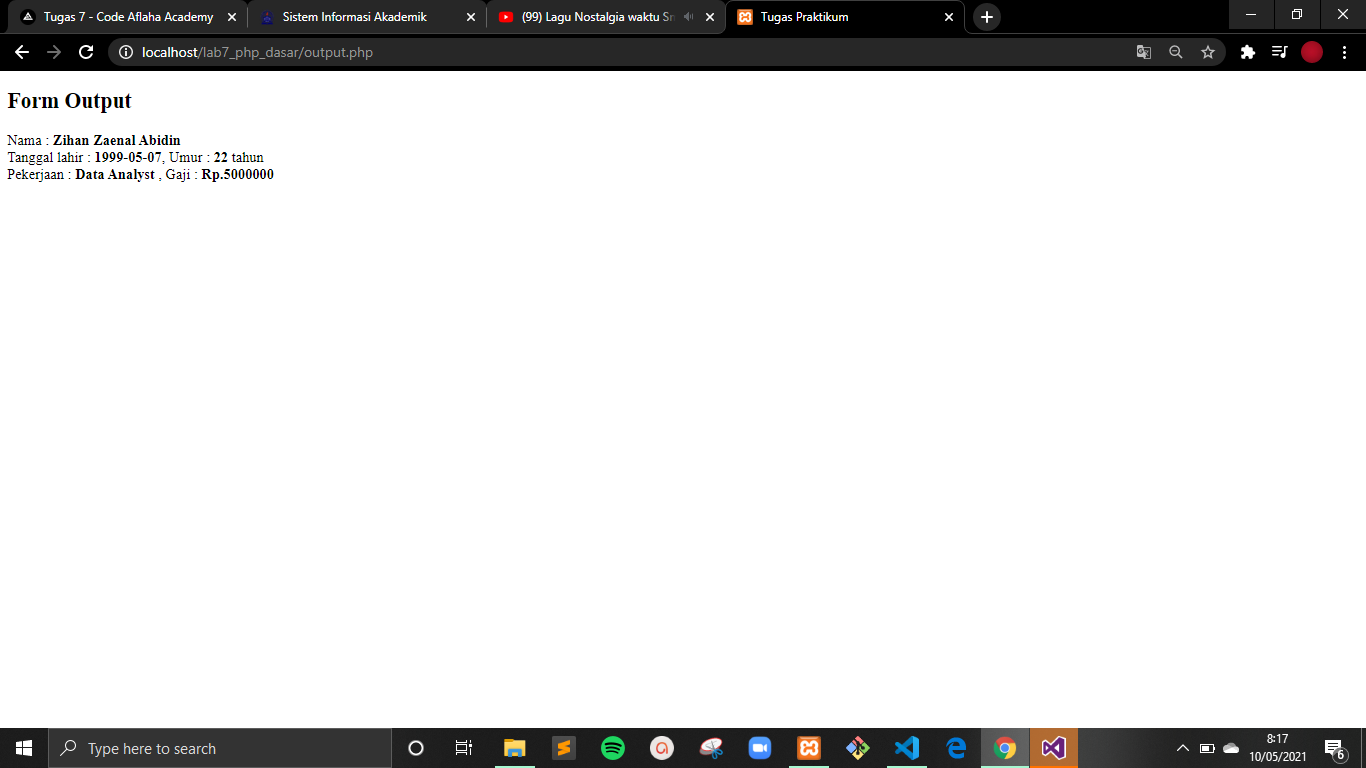 Tugas 7 - Code Aflaha Academy
Sistem Informasi Akademik
(99) Lagu Nostalgia waktu Sm
Tugas Praktikum
localhost/lab7_php_dasar/output.php
Form Output
Nama : Zihan Zaenal Abidin
Tanggal lahir : 1999-05-07, Umur : 22 tahun
Pekerjaan : Data Analyst , Gaji : Rp.5000000
Type here to search
8:17
10/05/2021
6